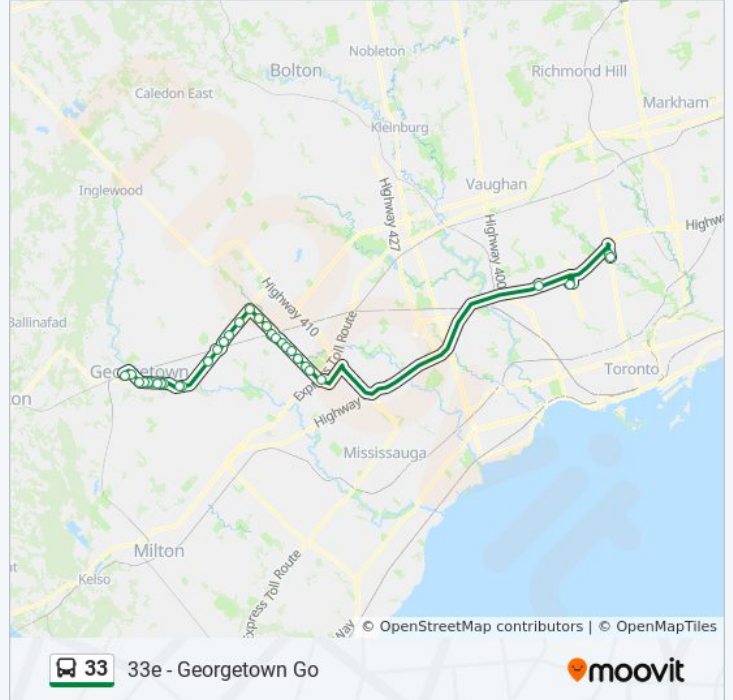 Nobleton
Bolton
Richmond Hill
Caledon East
Markham
Kleinburg
Inglewood
Vaughan
Highway 427
Highway 400
Highw
Highway 410
Ballinafad
Express Toll Route
Georgetown
Toronto
on
Highway
Mississauga
Milton
Kelso
Express Toll Route
Way
© OpenStreetMap contributors | © OpenMapTiles
33 33e - Georgetown Go
moovit